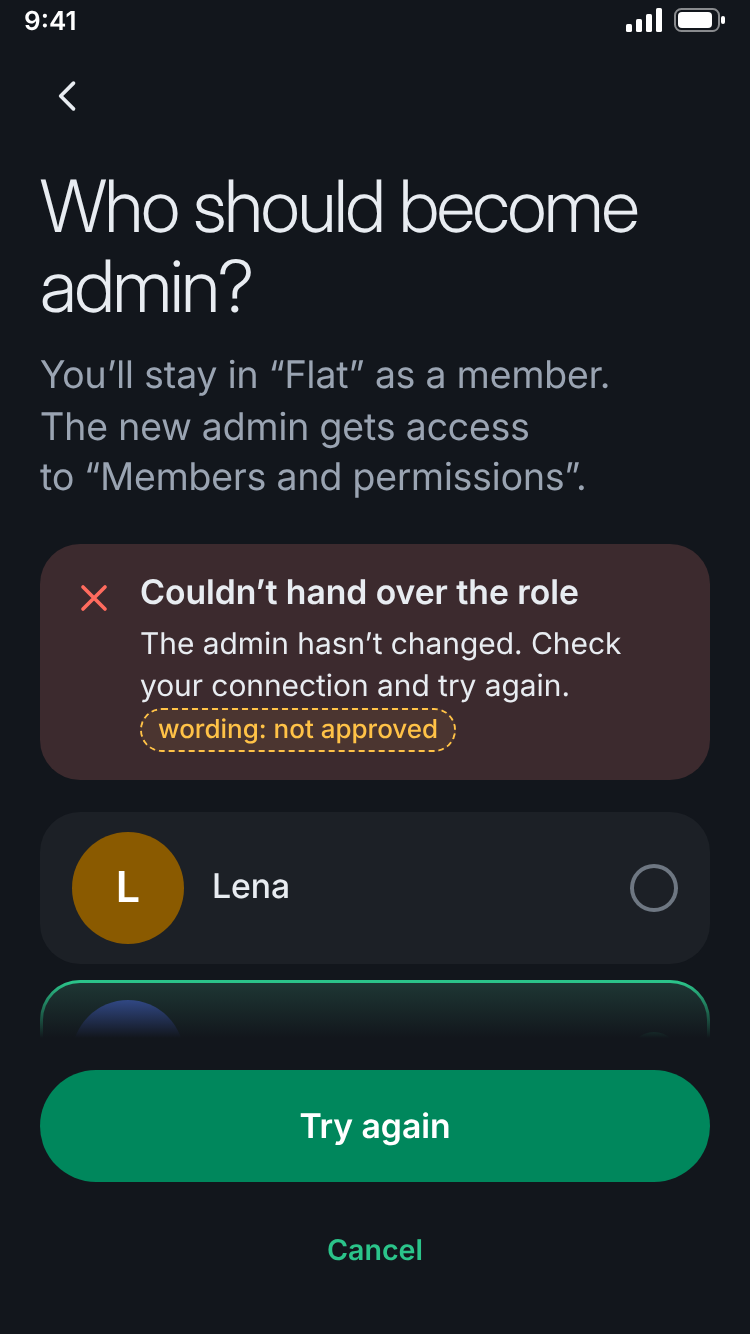 9:41
Who should become
admin?
You’ll stay in “Flat” as a member.
The new admin gets access
to “Members and permissions”.
Couldn’t hand over the role
The admin hasn’t changed. Check
your connection and try again.
wording: not approved
L
Lena
Try again
Cancel